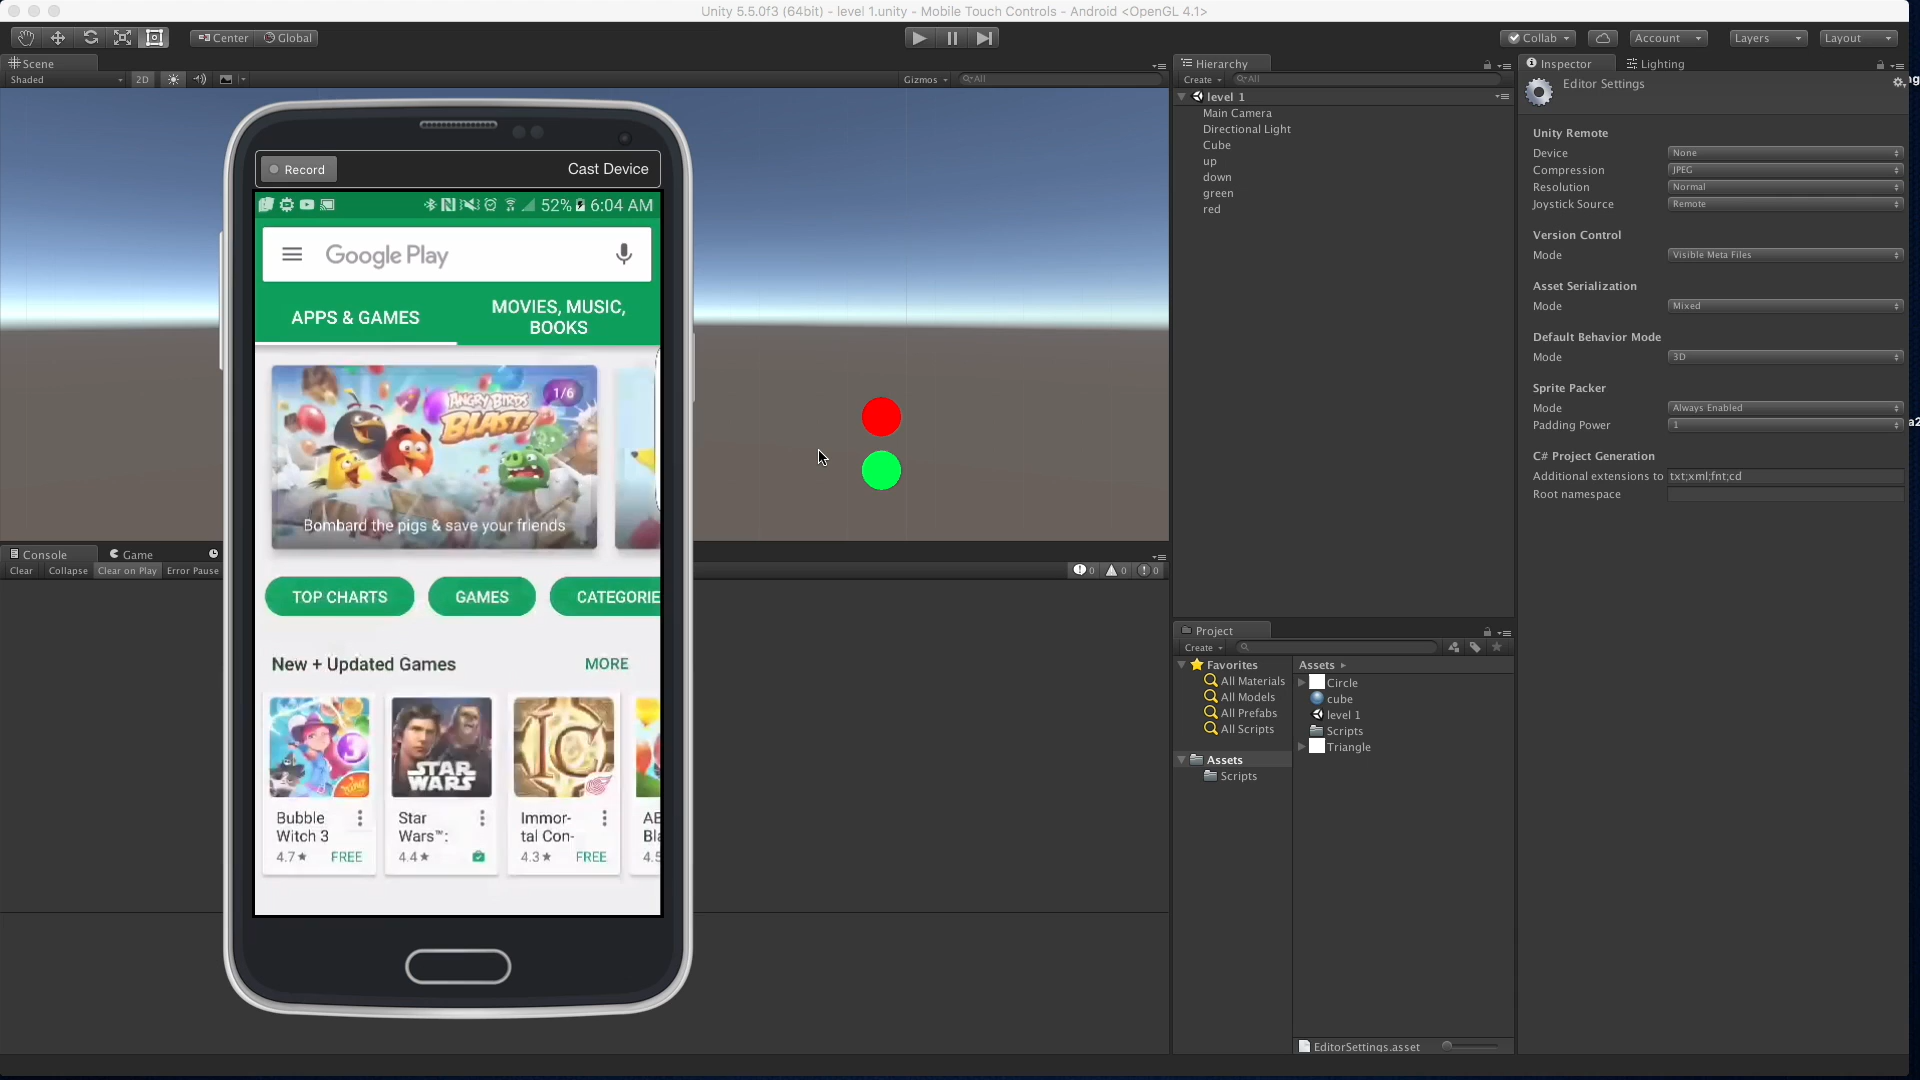 Unity 5.5.0f3 (64bit) - level 1.unity - Mobile Touch Controls - Android <OpenGL 4.1>
Center
Global
Collab
Account
Layers
Layout
Scene
Shaded
2D
Gizmos
All
Record
Cast Device
52%
6:04 AM
Google Play
APPS & GAMES
MOVIES, MUSIC,
BOOKS
ANGRY BIRDS
BLAST!
1/6
Bombard the pigs & save your friends
TOP CHARTS
GAMES
CATEGORIE
New + Updated Games
MORE
STAR
WARS
Bubble
Witch 3
4.7★
FREE
Star
Wars™:
4.4★
Immor-
tal Con-
4.3★
FREE
AB
Bla
4.5
Console
Game
Clear
Collapse
Clear on Play
Error Pause
0
0
0
Hierarchy
Create
All
level 1
Main Camera
Directional Light
Cube
up
down
green
red
Project
Create
Favorites
All Materials
All Models
All Prefabs
All Scripts
Assets
Scripts
Assets
Circle
cube
level 1
Scripts
Triangle
EditorSettings.asset
Inspector
Lighting
Editor Settings
Unity Remote
Device
None
Compression
JPEG
Resolution
Normal
Joystick Source
Remote
Version Control
Mode
Visible Meta Files
Asset Serialization
Mode
Mixed
Default Behavior Mode
Mode
3D
Sprite Packer
Mode
Always Enabled
Padding Power
1
C# Project Generation
Additional extensions to
txt;xml;fnt;cd
Root namespace